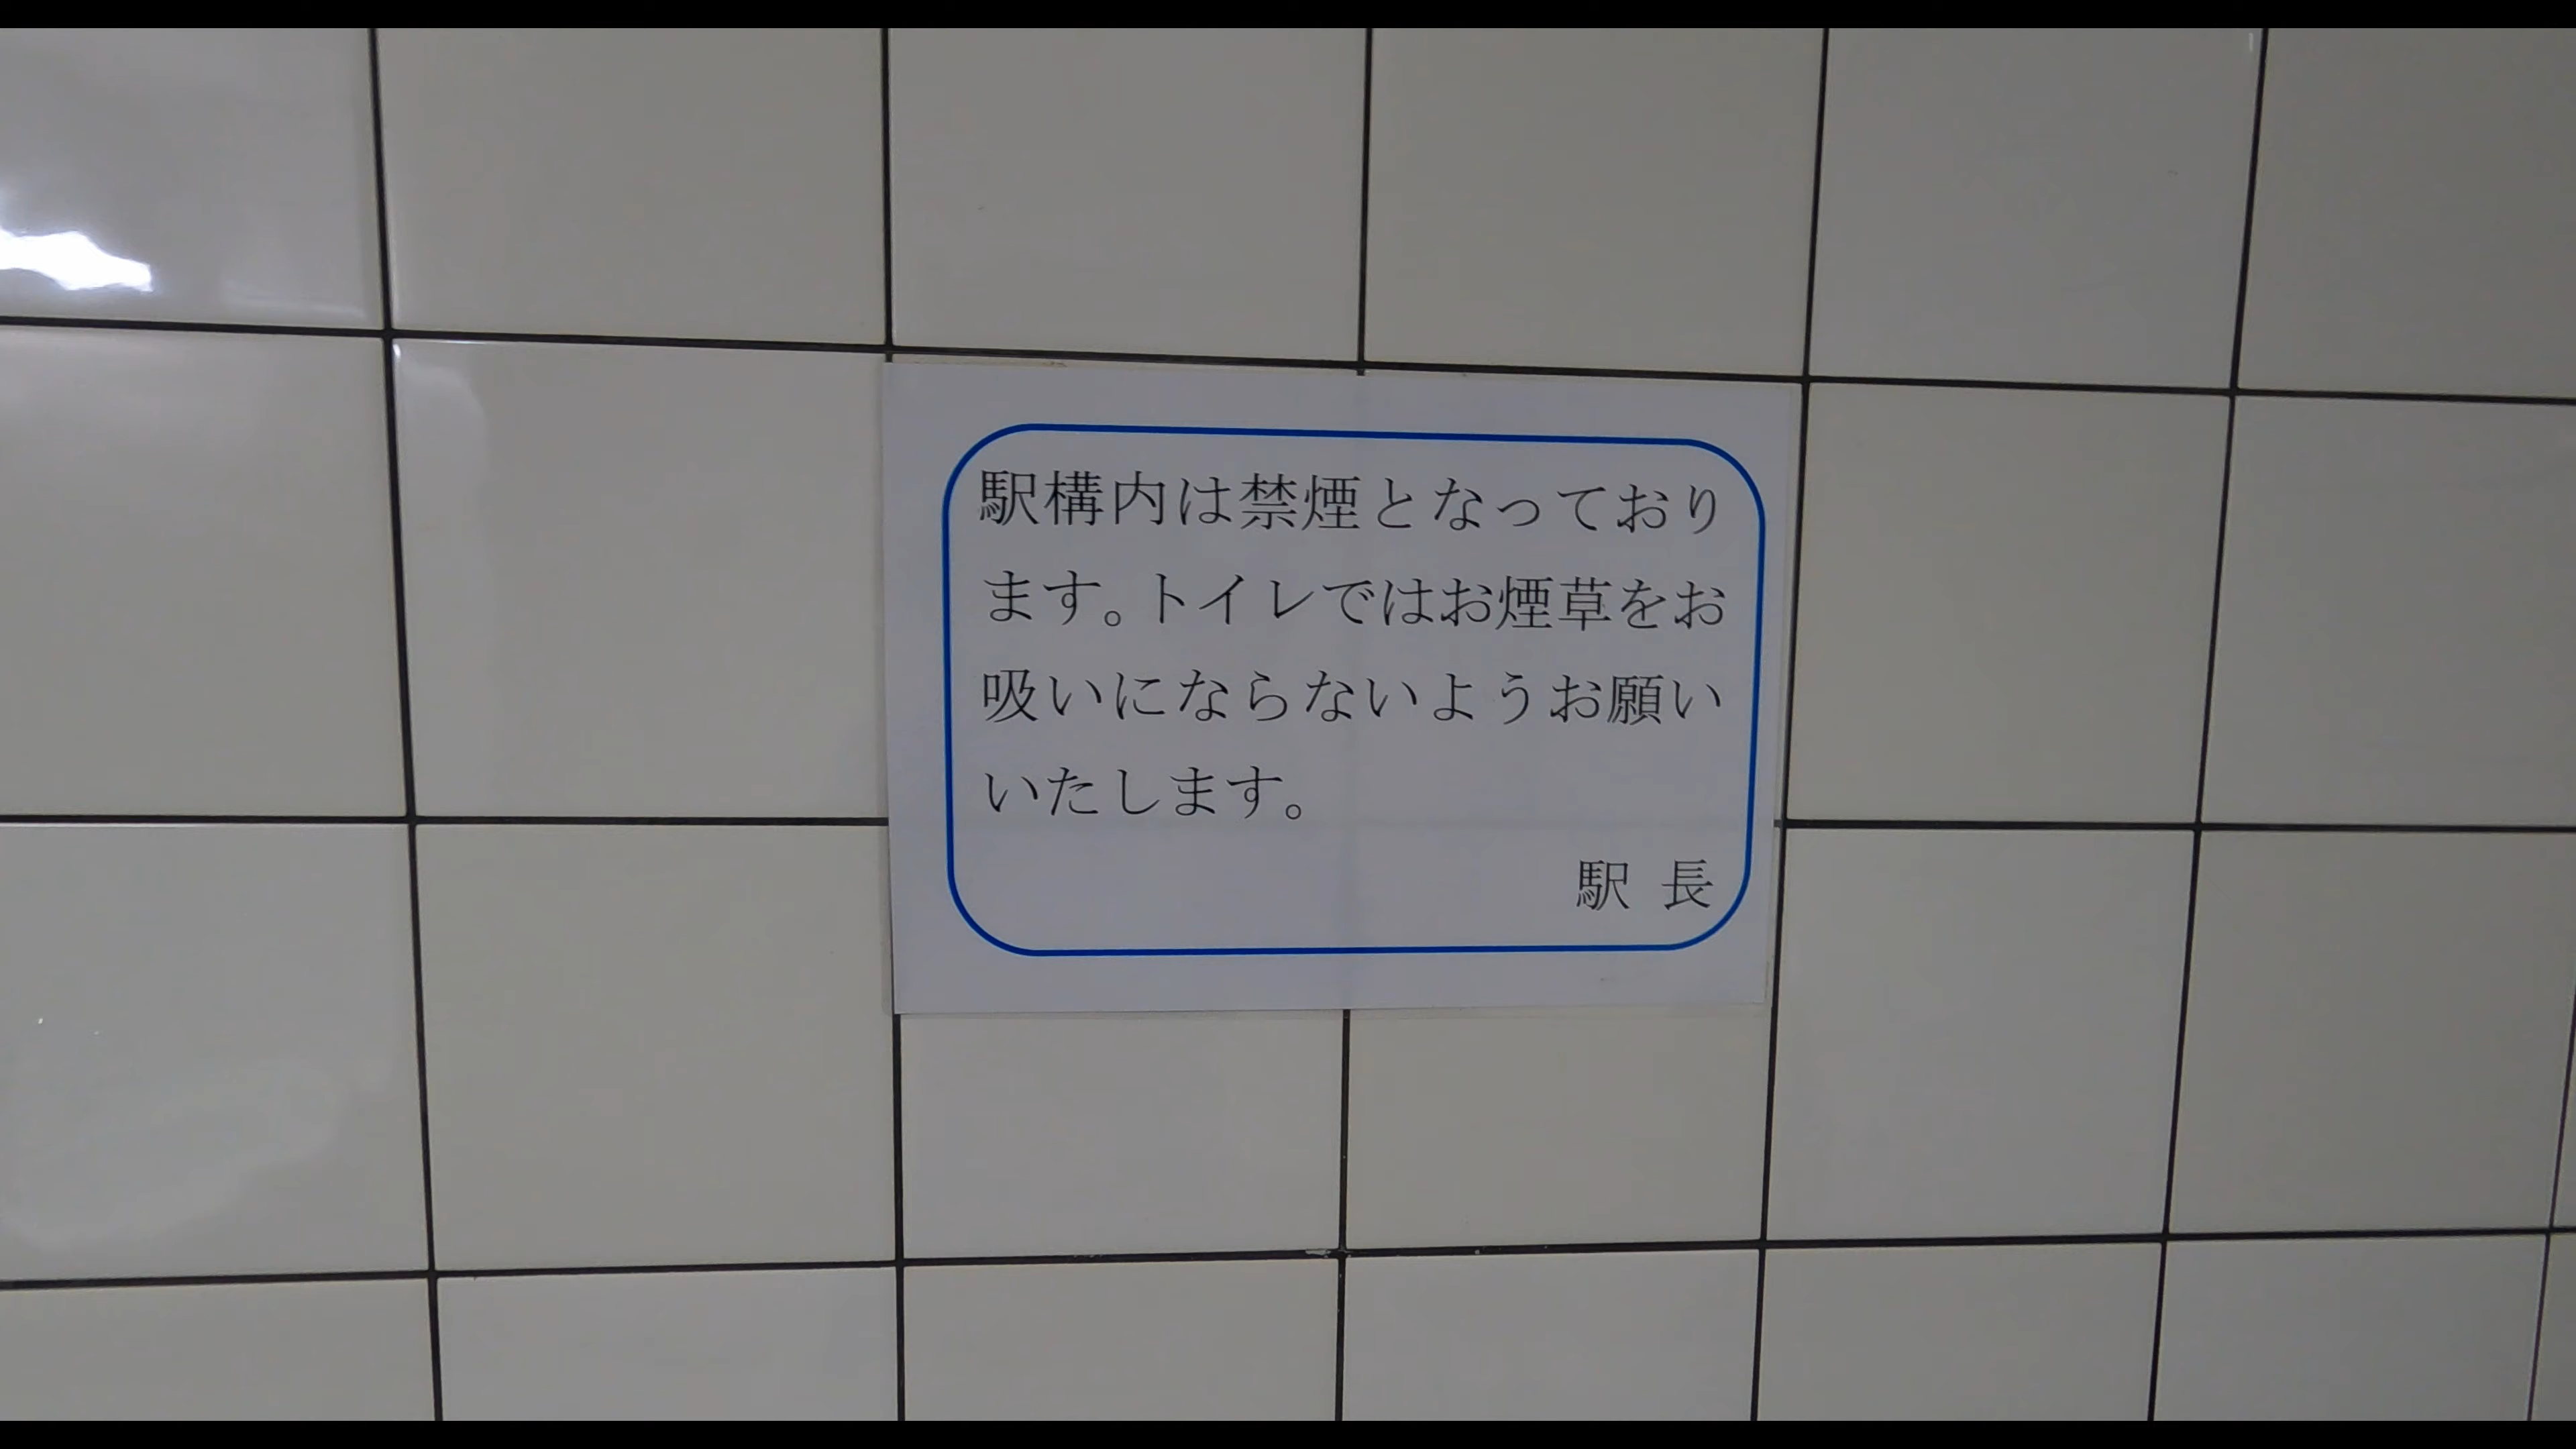 駅構内は禁煙となっており
ます。トイレではお煙草をお
吸いにならないようお願い
いたします。
駅 長